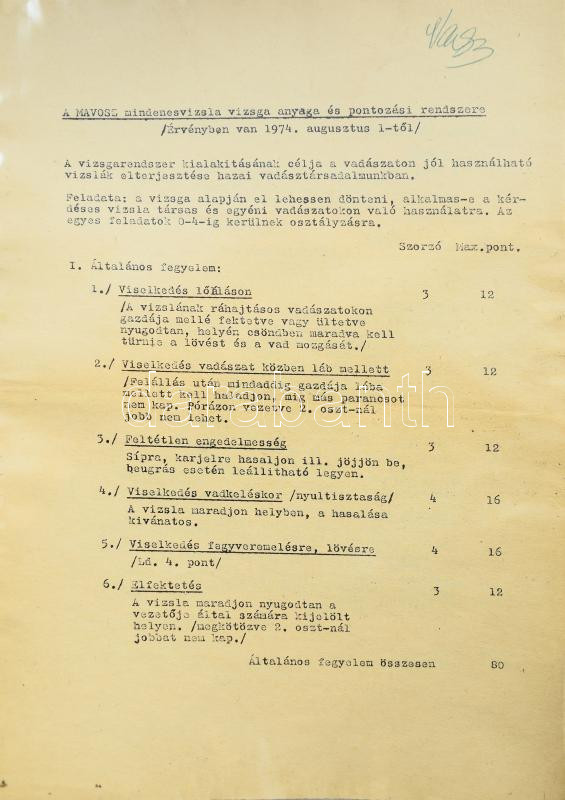 A MAVOSZ mindenesvizsla vizsga anyaga és pontozási rendszere
/Érvényben van 1974. augusztus 1-től/
A vizsgarendszer kialakitásának célja a vadászaton jól használható
vizslák elterjesztése hazai vadásztársadalmunkban.
Feladata: a vizsga alapján el lehessen dönteni, alkalmas-e a kér-
déses vizsla társas és egyéni vadászatokon való használatra. Az
egyes feladatok 0-4-ig kerülnek osztályzásra.
Szorzó Max.pont.
I. Általános fegyelem:
1./ Viselkedés lőálláson 3 12
/A vizslának ráhajtásos vadászatokon
gazdája mellé fektetve vagy ültetve
nyugodtan, helyén csöndben maradva kell
türnie a lövést és a vad mozgását./
2./ Viselkedés vadászat közben láb mellett 3 12
/Felállás után mindaddig gazdája lába
mellett kell haladjon, mig más parancsot
nem kap. Pórázon vezetve 2. oszt-nál
jobb nem lehet.
3./ Feltétlen engedelmesség 3 12
Sípra, karjelre hasaljon ill. jöjjön be,
beugrás esetén leállitható legyen.
4./ Viselkedés vadkeléskor /nyultisztaság/ 4 16
A vizsla maradjon helyben, a hasalása
kivánatos.
5./ Viselkedés fegyveremelésre, lövésre 4 16
/Ld. 4. pont/
6./ Elfektetés 3 12
A vizsla maradjon nyugodtan a
vezetője által számára kijelölt
helyen. /megkötözve 2. oszt-nál
jobbat nem kap./
Általános fegyelem összesen 80
darabanth